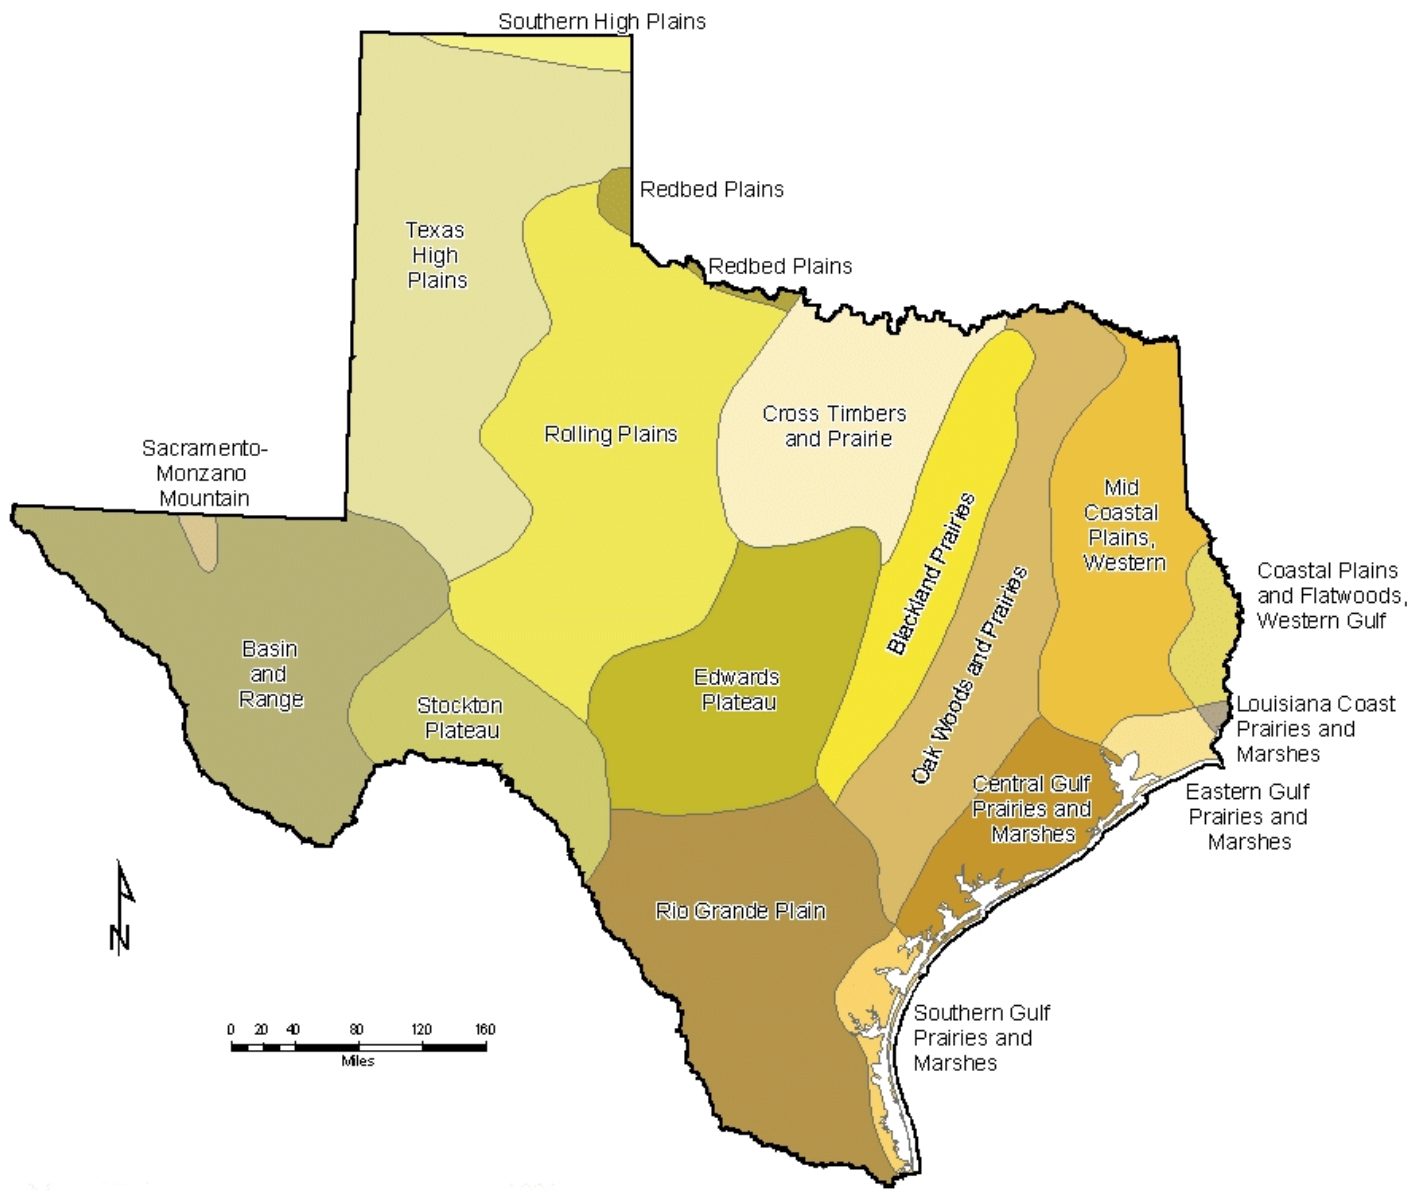 Southern High Plains
Redbed Plains
Texas
High
Plains
Redbed Plains
Cross Timbers
and Prairie
Rolling Plains
Sacramento-
Monzano
Mountain
Mid
Coastal
Plains,
Western
Blackland Prairies
Oak Woods and Prairies
Coastal Plains
and Flatwoods,
Western Gulf
Basin
and
Range
Stockton
Plateau
Edwards
Plateau
Louisiana Coast
Prairies and
Marshes
Central Gulf
Prairies and
Marshes
Eastern Gulf
Prairies and
Marshes
Rio Grande Plain
N
Southern Gulf
Prairies and
Marshes
0 20 40 80 120 160
Miles